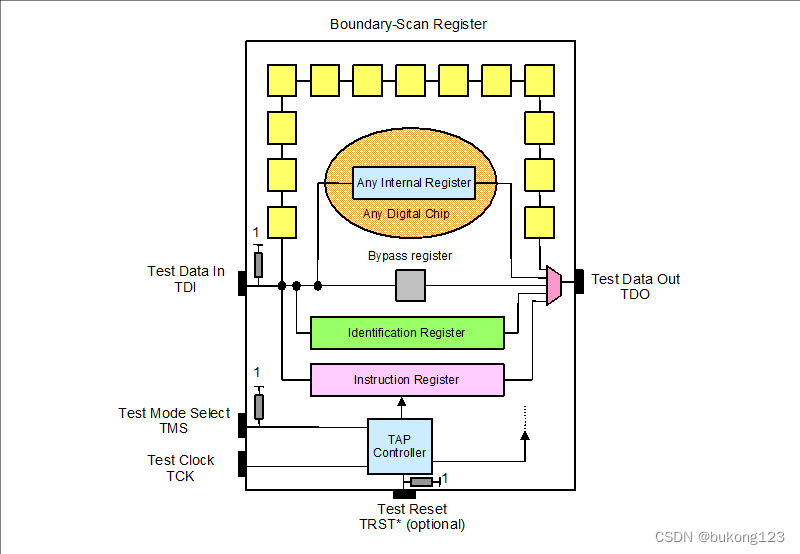 Boundary-Scan Register
Any Internal Register
Any Digital Chip
1
Bypass register
Test Data In
TDI
Test Data Out
TDO
Identification Register
1
Instruction Register
Test Mode Select
TMS
TAP
Controller
Test Clock
TCK
1
Test Reset
TRST* (optional)
CSDN @bukong123